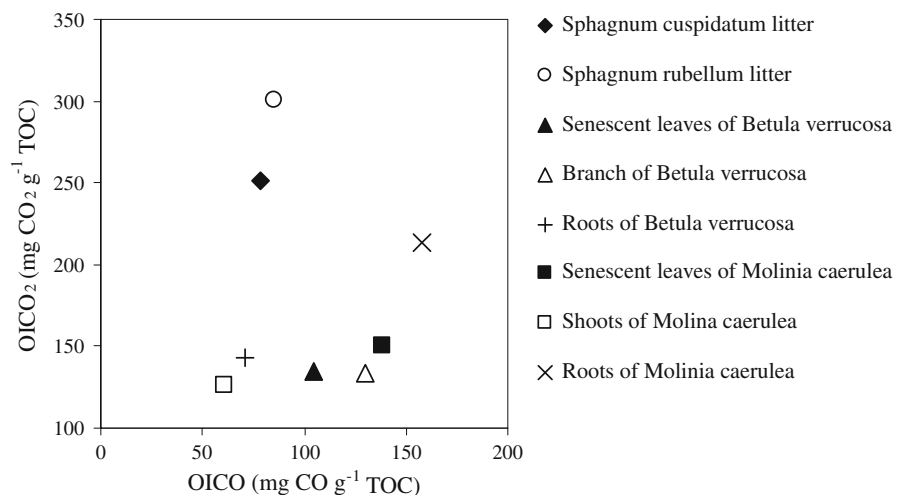 350
300
250
200
150
100
0
50
100
150
200
OICO₂ (mg CO₂ g⁻¹ TOC)
OICO (mg CO g⁻¹ TOC)
Sphagnum cuspidatum litter
Sphagnum rubellum litter
Senescent leaves of Betula verrucosa
Branch of Betula verrucosa
Roots of Betula verrucosa
Senescent leaves of Molinia caerulea
Shoots of Molina caerulea
Roots of Molinia caerulea